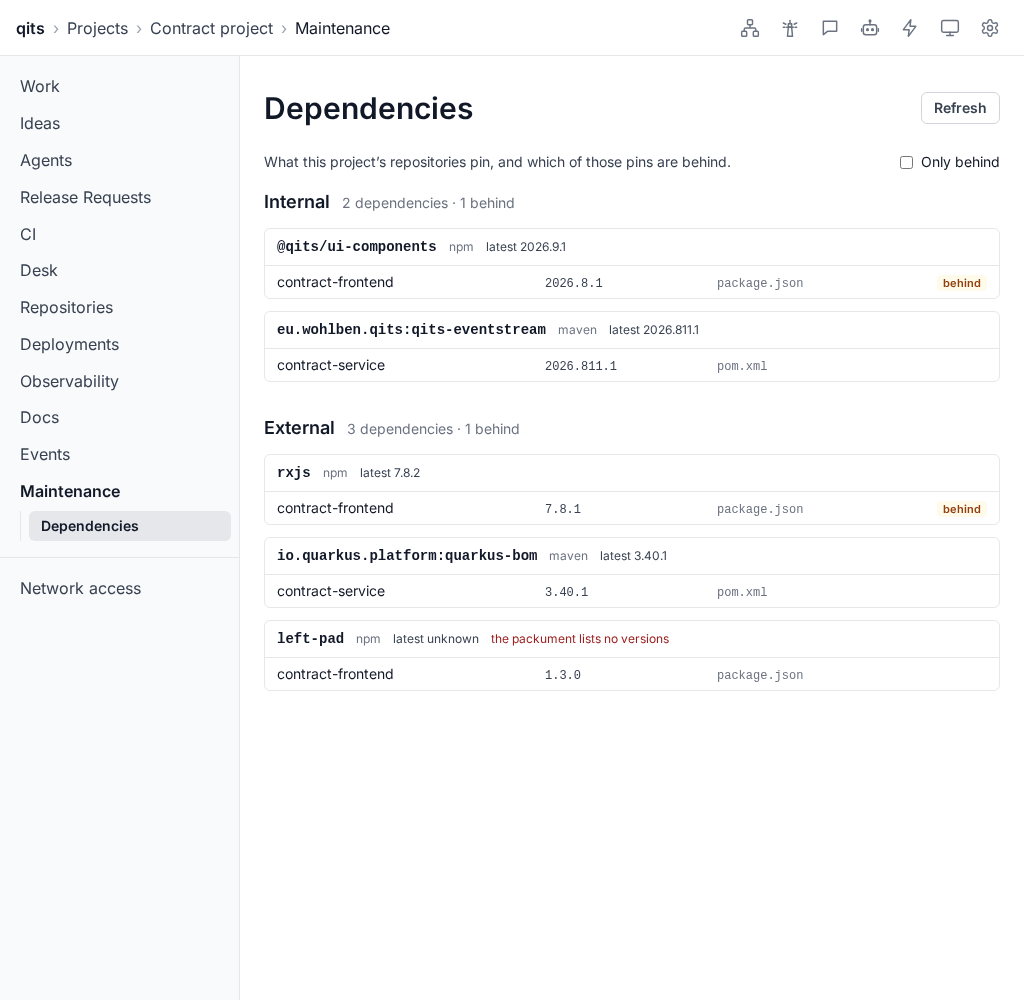 qits › Projects › Contract project › Maintenance
Work
Ideas
Agents
Release Requests
CI
Desk
Repositories
Deployments
Observability
Docs
Events
Maintenance
Dependencies
Network access
Dependencies
Refresh
What this project’s repositories pin, and which of those pins are behind.
Only behind
Internal 2 dependencies · 1 behind
@qits/ui-components npm latest 2026.9.1
contract-frontend 2026.8.1 package.json behind
eu.wohlben.qits:qits-eventstream maven latest 2026.811.1
contract-service 2026.811.1 pom.xml
External 3 dependencies · 1 behind
rxjs npm latest 7.8.2
contract-frontend 7.8.1 package.json behind
io.quarkus.platform:quarkus-bom maven latest 3.40.1
contract-service 3.40.1 pom.xml
left-pad npm latest unknown the packument lists no versions
contract-frontend 1.3.0 package.json